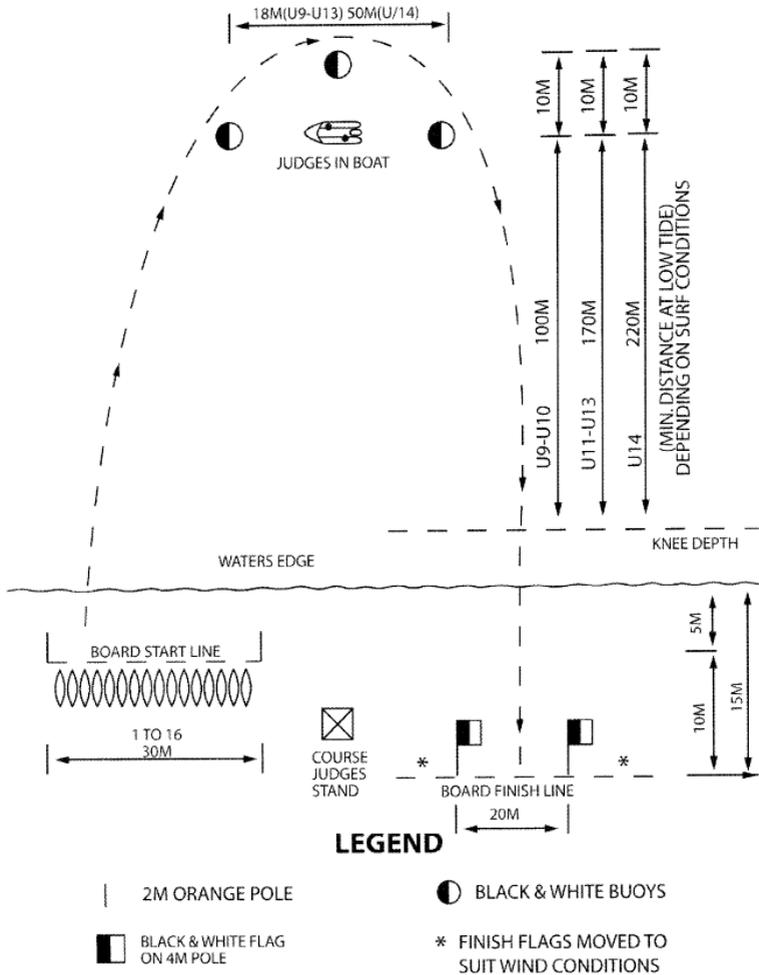 18M(U9-U13) 50M(U/14)
10M
10M
10M
JUDGES IN BOAT
U9-U10 100M
U11-U13 170M
U14 220M
(MIN. DISTANCE AT LOW TIDE)
DEPENDING ON SURF CONDITIONS
KNEE DEPTH
WATERS EDGE
BOARD START LINE
5M
10M
15M
1 TO 16
30M
COURSE
JUDGES
STAND
*
*
BOARD FINISH LINE
20M
LEGEND
2M ORANGE POLE
BLACK & WHITE BUOYS
BLACK & WHITE FLAG
ON 4M POLE
* FINISH FLAGS MOVED TO
SUIT WIND CONDITIONS